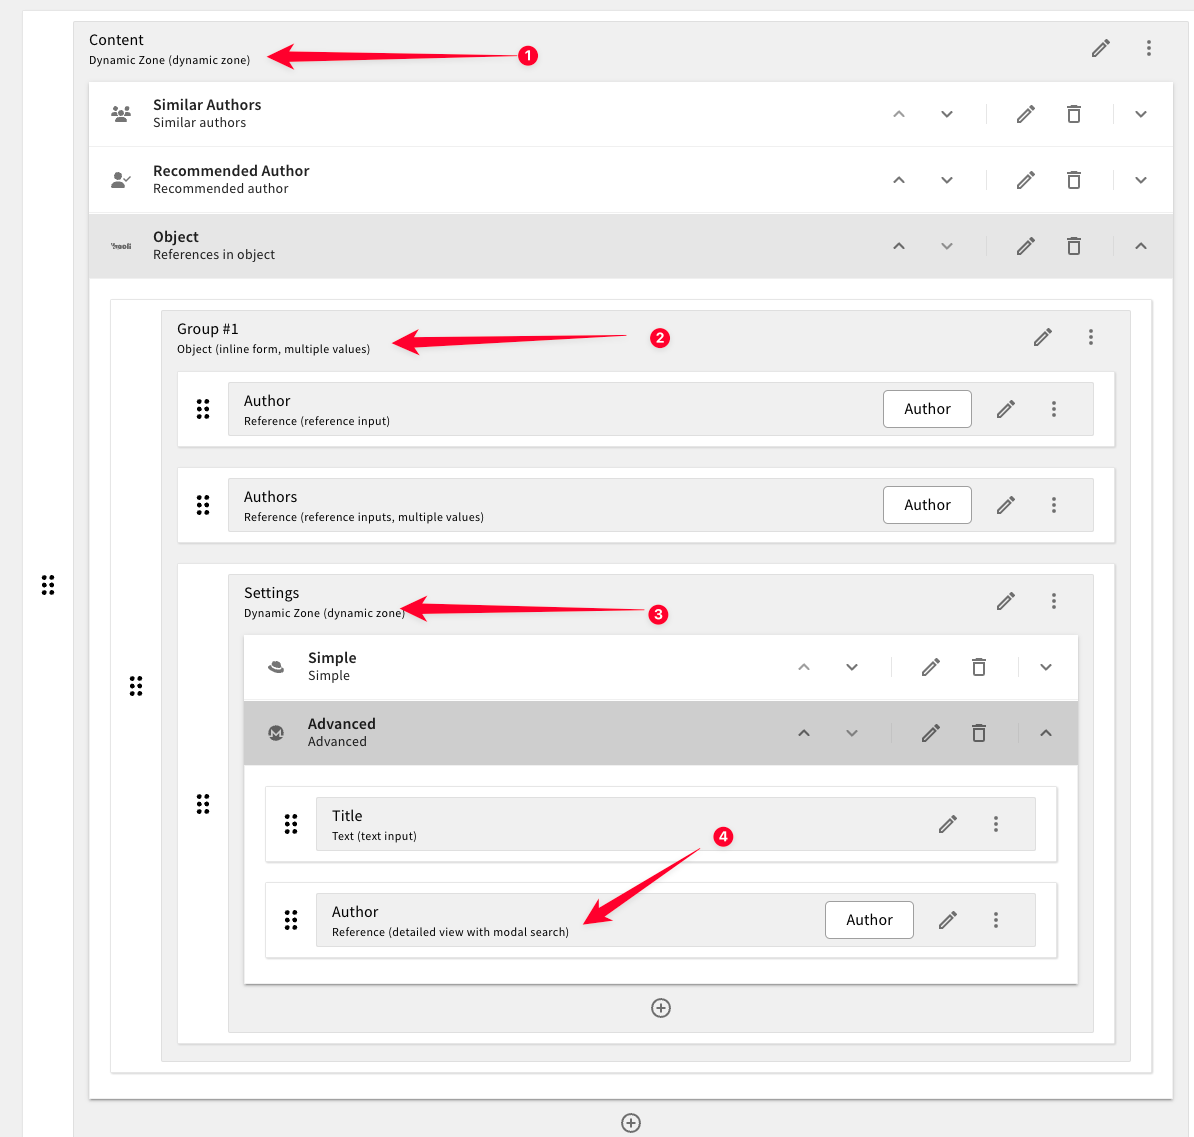 Content
Dynamic Zone (dynamic zone)
1
Similar Authors
Similar authors
Recommended Author
Recommended author
Object
References in object
Group #1
Object (inline form, multiple values)
2
Author
Reference (reference input)
Author
Authors
Reference (reference inputs, multiple values)
Author
Settings
Dynamic Zone (dynamic zone)
3
Simple
Simple
Advanced
Advanced
Title
Text (text input)
4
Author
Reference (detailed view with modal search)
Author